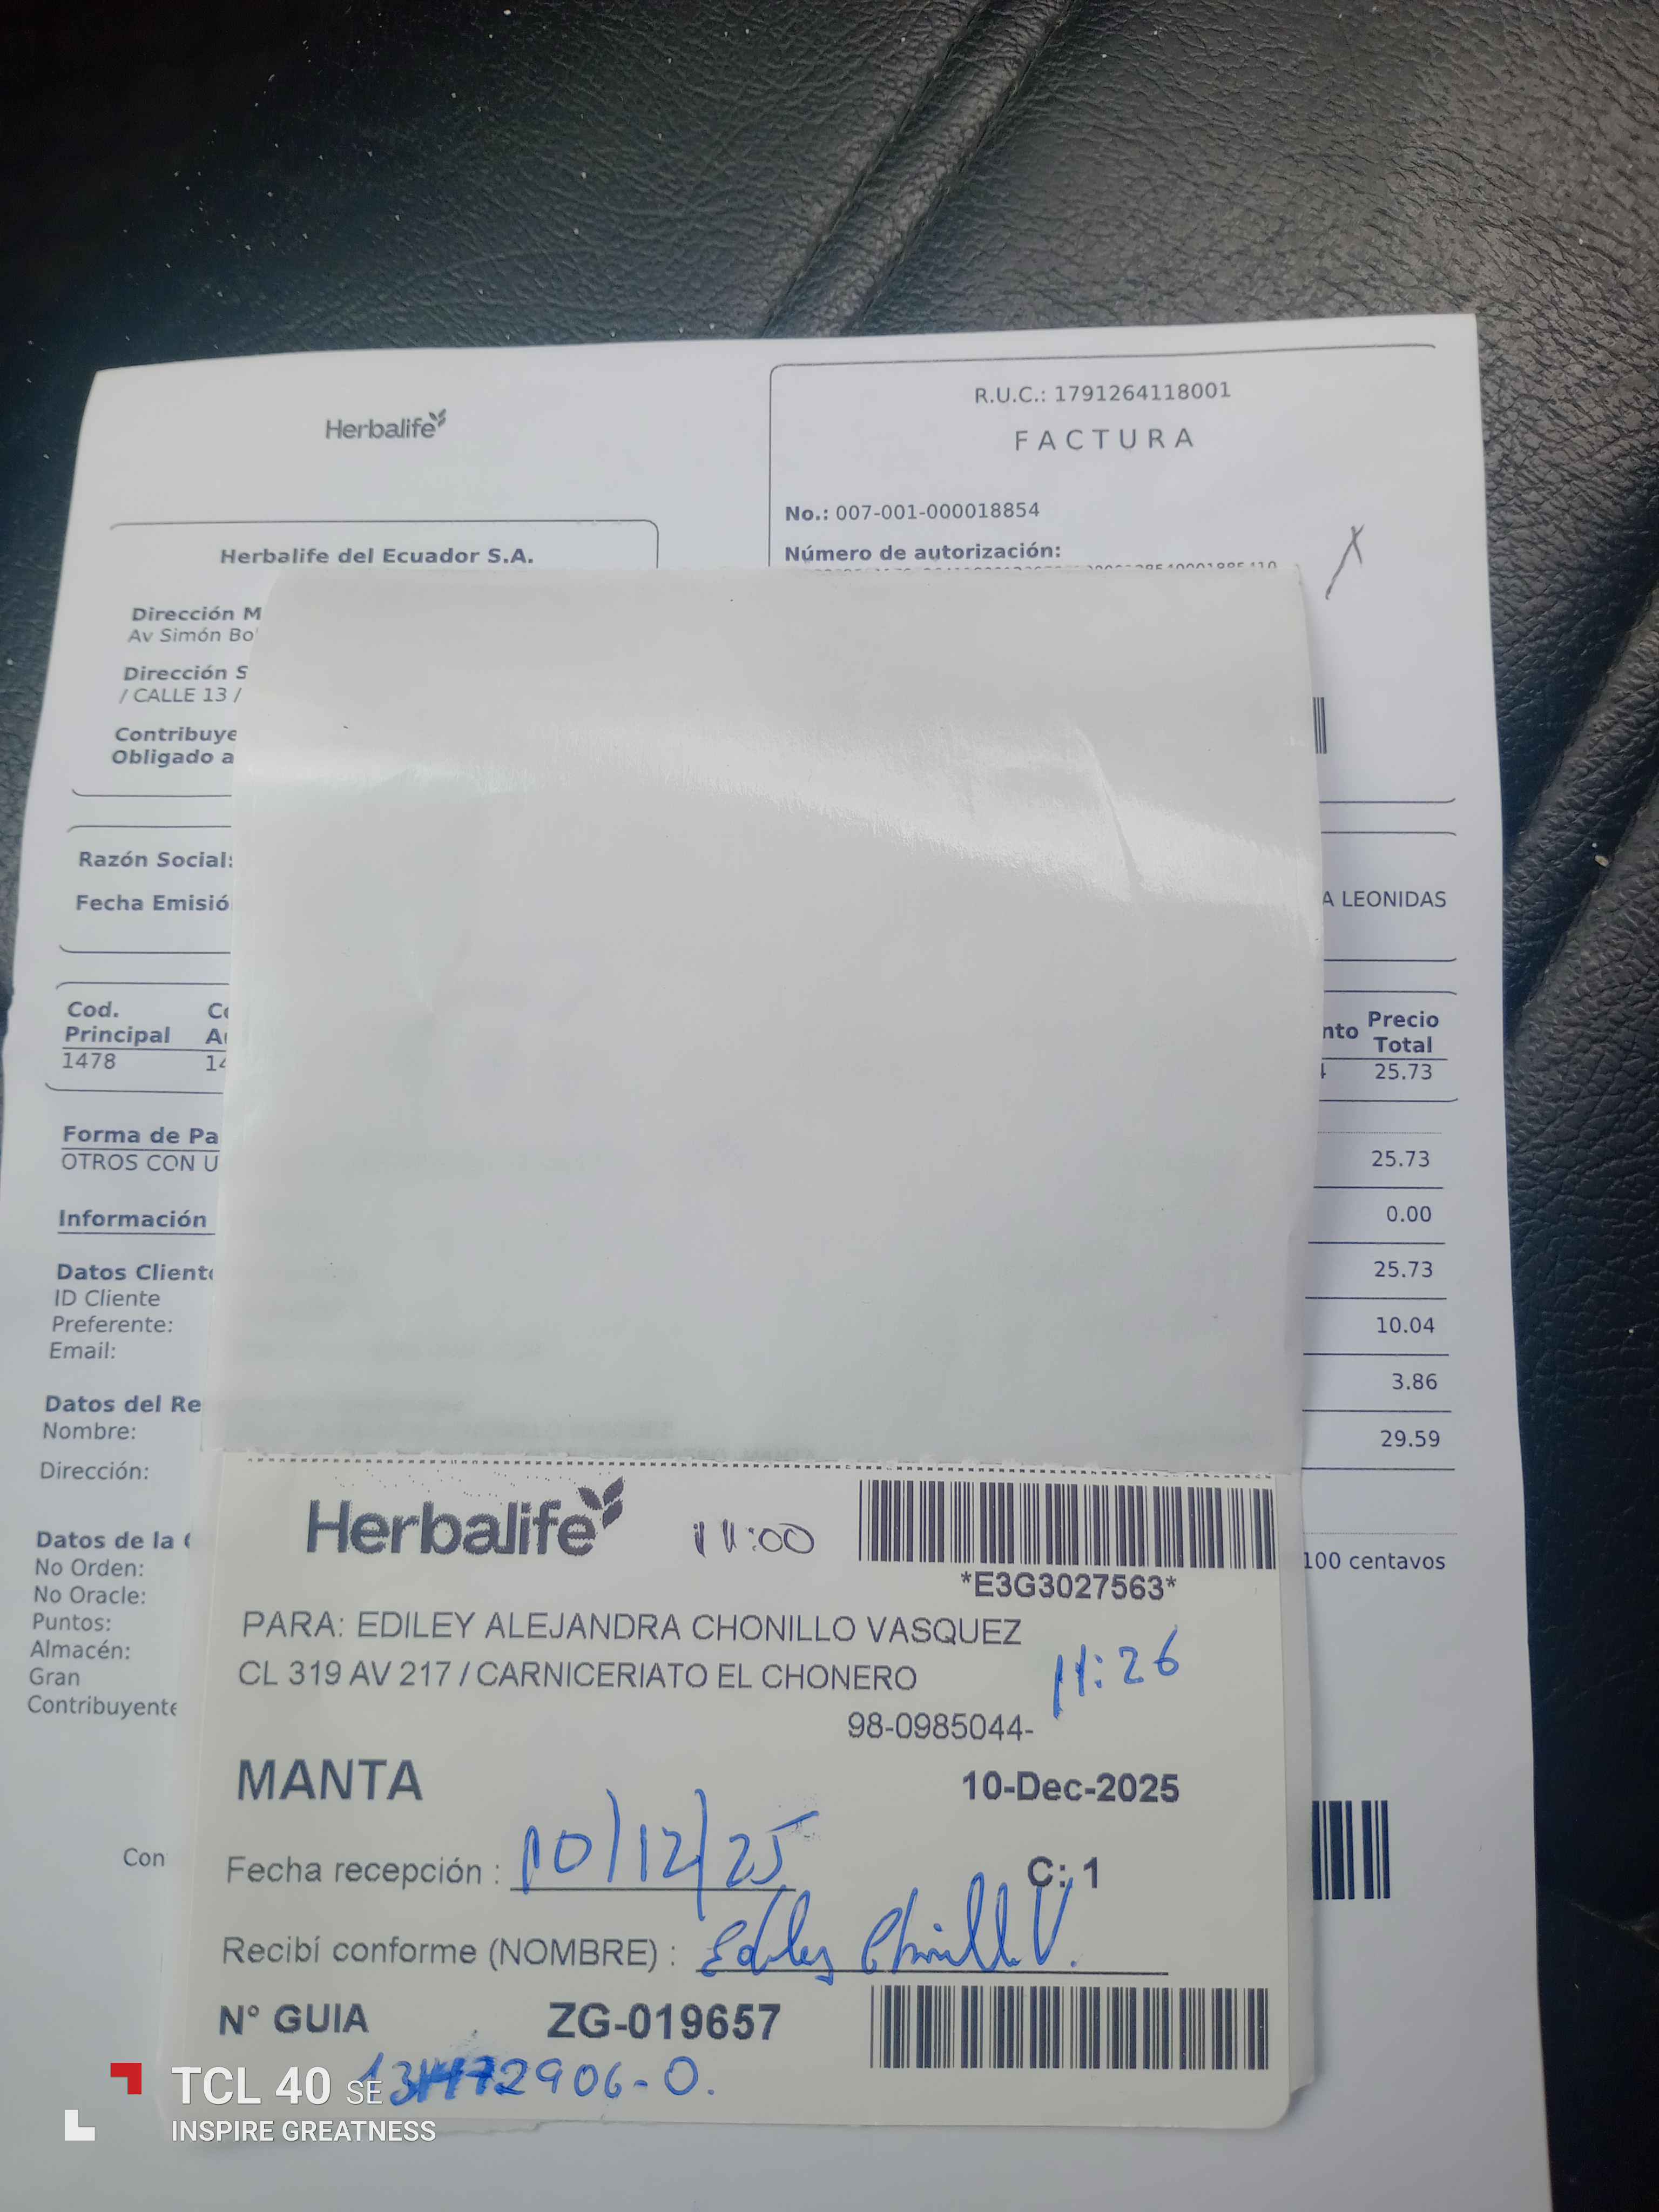 Herbalife
R.U.C.: 1791264118001
FACTURA
No.: 007-001-000018854
Número de autorización:
Herbalife del Ecuador S.A.
Dirección M
Av Simón Bo
Dirección S
/ CALLE 13 /
Contribuye
Obligado a
Razón Social:
Fecha Emisió
A LEONIDAS
Cod. Principal
1478
14
nto
Precio Total
25.73
Forma de Pa
OTROS CON U
25.73
0.00
25.73
10.04
3.86
29.59
Información
Datos Client
ID Cliente
Preferente:
Email:
Datos del Re
Nombre:
Dirección:
Datos de la
No Orden:
No Oracle:
Puntos:
Almacén:
Gran
Contribuyente
100 centavos
Con
Herbalife
11:00
*E3G3027563*
PARA: EDILEY ALEJANDRA CHONILLO VASQUEZ
CL 319 AV 217 / CARNICERIATO EL CHONERO
11:26
98-0985044-
MANTA
10-Dec-2025
Fecha recepción : 10/12/25
C: 1
Recibí conforme (NOMBRE) : Ediley Chonillo V.
N° GUIA ZG-019657
2906-0.
TCL 40 SE
INSPIRE GREATNESS